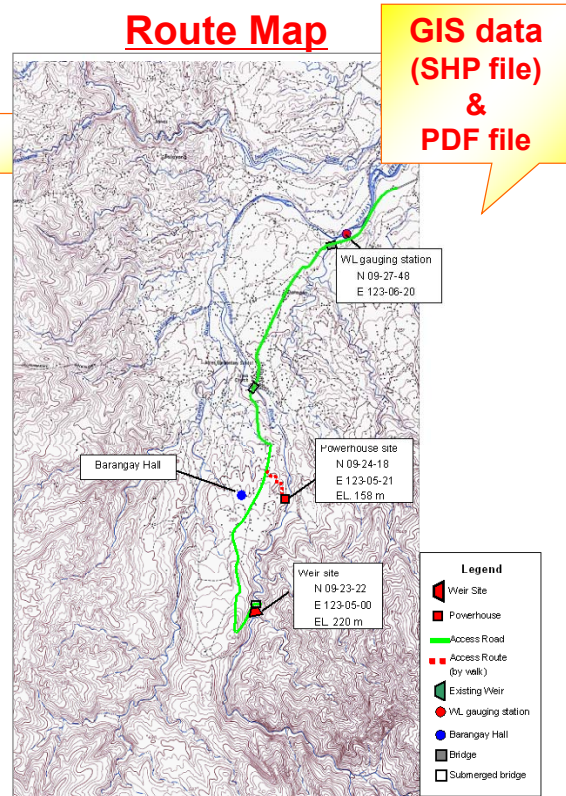 Route Map
GIS data
(SHP file)
&
PDF file
WL gauging station
N 09-27-48
E 123-06-20
Powerhouse site
N 09-24-18
E 123-05-21
EL. 158 m
Barangay Hall
Weir site
N 09-23-22
E 123-05-00
EL. 220 m
Legend
Weir Site
Powerhouse
Access Road
Access Route
(by walk)
Existing Weir
WL gauging station
Barangay Hall
Bridge
Submerged bridge